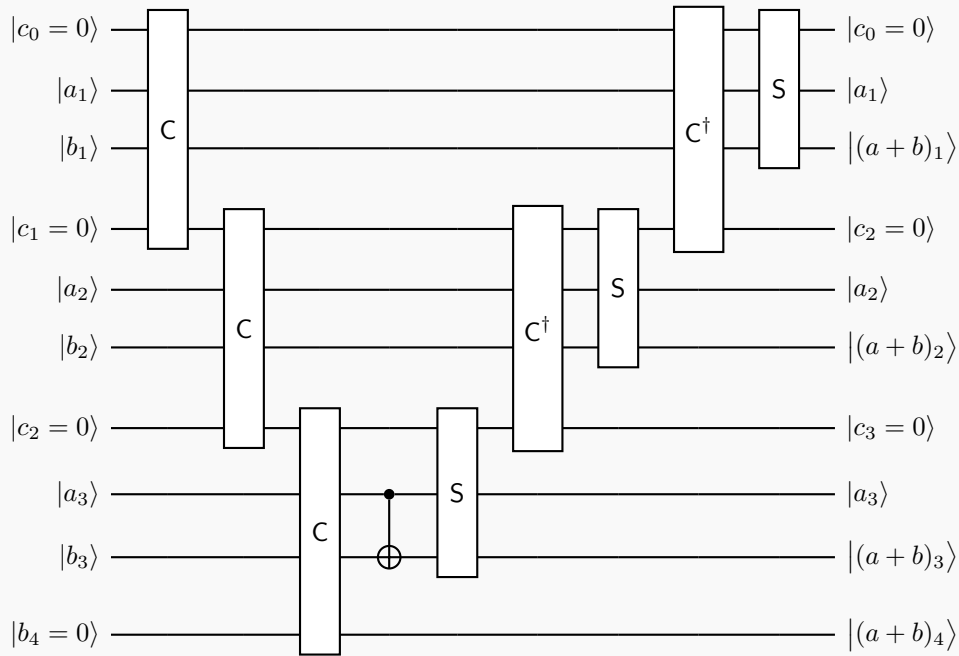 |c₀ = 0⟩ C† S |c₀ = 0⟩
|a₁⟩ |a₁⟩
|b₁⟩ C |(a + b)₁⟩
|c₁ = 0⟩ |c₂ = 0⟩
|a₂⟩ S |a₂⟩
|b₂⟩ C C† |(a + b)₂⟩
|c₂ = 0⟩ |c₃ = 0⟩
|a₃⟩ S |a₃⟩
|b₃⟩ C |(a + b)₃⟩
|b₄ = 0⟩ |(a + b)₄⟩